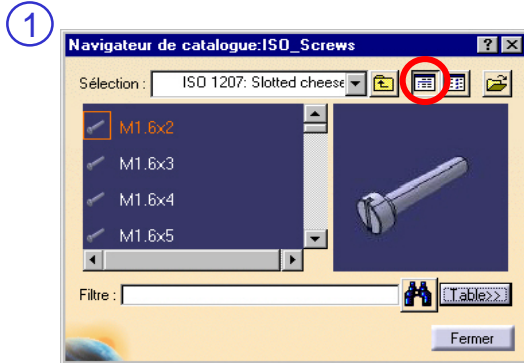 1
Navigateur de catalogue:ISO_Screws
Sélection : ISO 1207: Slotted cheese
M1.6x2
M1.6x3
M1.6x4
M1.6x5
Filtre : Table>>
Fermer